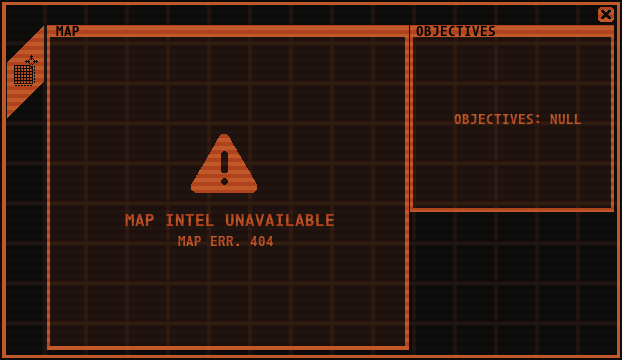 MAP
OBJECTIVES
OBJECTIVES: NULL
MAP INTEL UNAVAILABLE
MAP ERR. 404